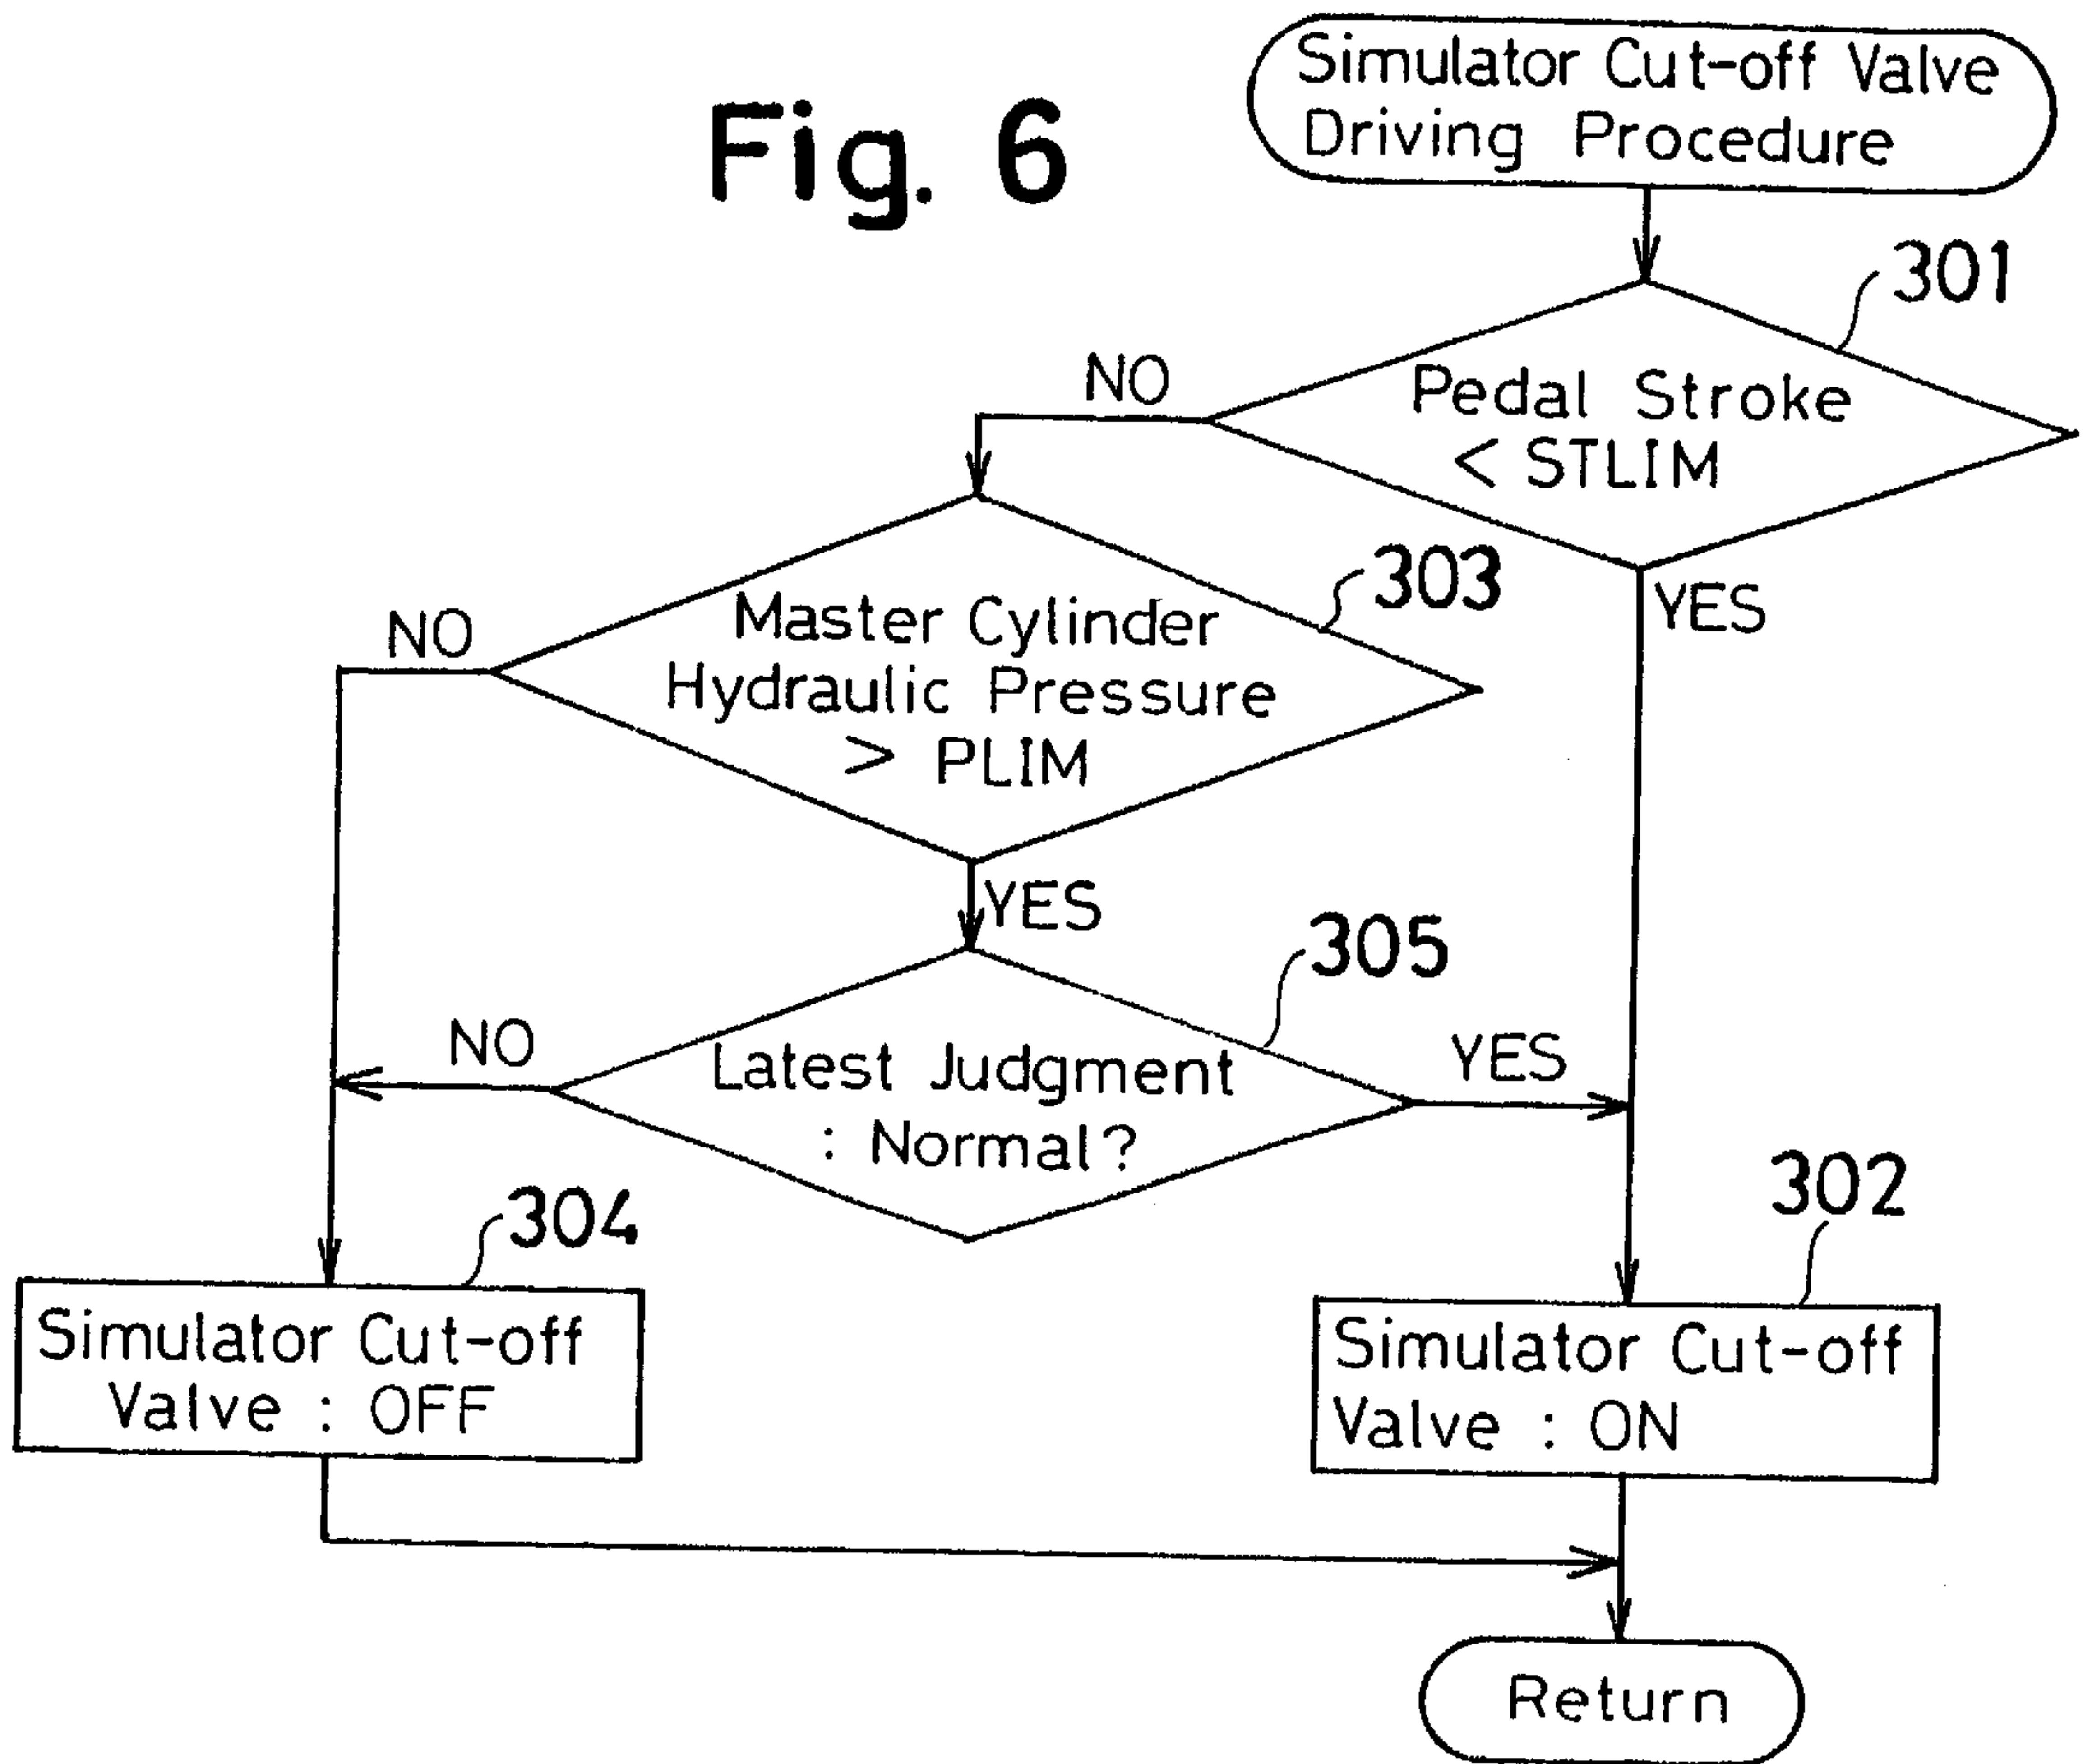 Fig. 6
Simulator Cut-off Valve
Driving Procedure
301
Pedal Stroke
< STLIM
NO
YES
303
Master Cylinder
Hydraulic Pressure
> PLIM
NO
YES
305
Latest Judgment
: Normal?
NO
YES
304
Simulator Cut-off
Valve : OFF
302
Simulator Cut-off
Valve : ON
Return